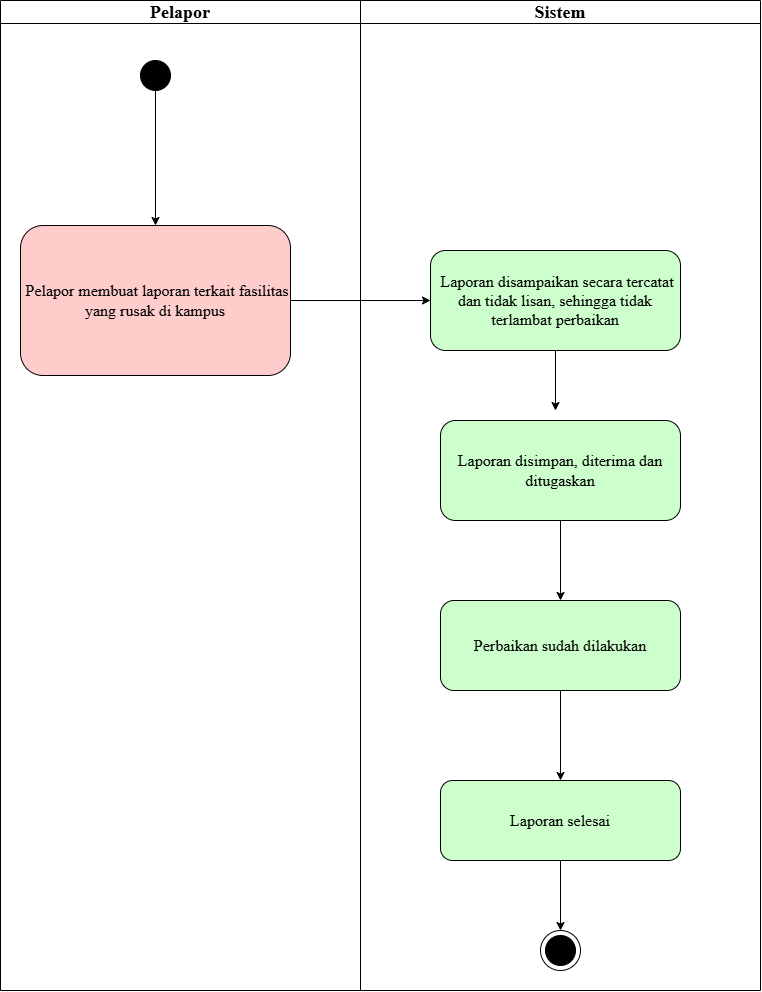 Pelapor
Sistem
Pelapor membuat laporan terkait fasilitas
yang rusak di kampus
Laporan disampaikan secara tercatat
dan tidak lisan, sehingga tidak
terlambat perbaikan
Laporan disimpan, diterima dan
ditugaskan
Perbaikan sudah dilakukan
Laporan selesai